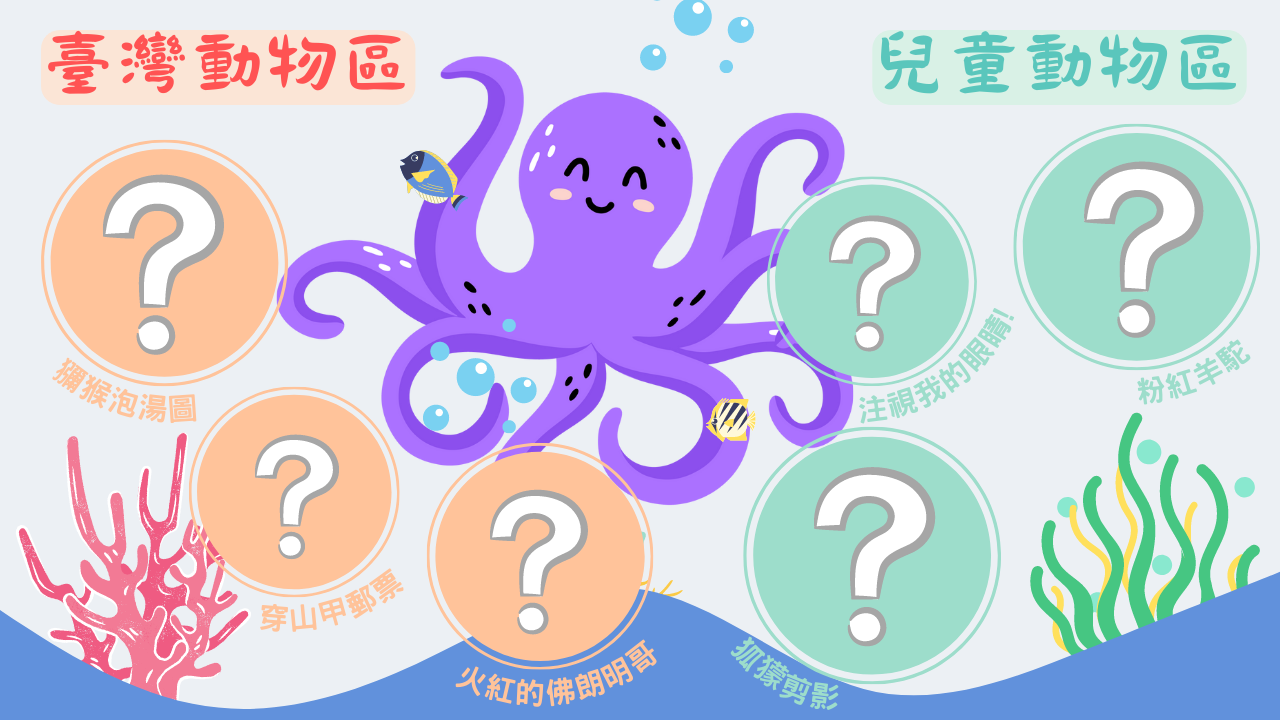 臺灣動物區
兒童動物區
?
獼猴泡湯圖
?
穿山甲郵票
?
火紅的佛朗明哥
?
注視我的眼睛!
?
粉紅羊駝
?
狐獴剪影